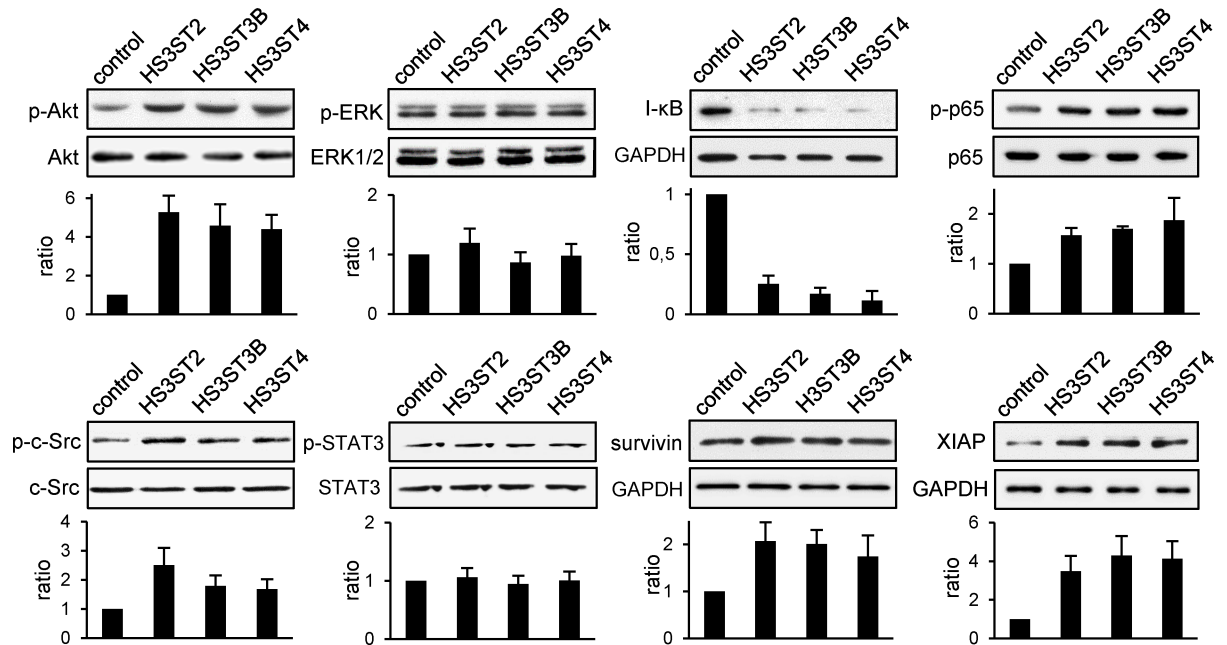 control HS3ST2 HS3ST3B HS3ST4
p-Akt
Akt
ratio
6
4
2
0
control HS3ST2 HS3ST3B HS3ST4
p-ERK
ERK1/2
ratio
2
1
0
control HS3ST2 H3ST3B HS3ST4
I-κB
GAPDH
ratio
1
0,5
0
control HS3ST2 HS3ST3B HS3ST4
p-p65
p65
ratio
2
1
0
control HS3ST2 HS3ST3B HS3ST4
p-c-Src
c-Src
ratio
4
3
2
1
0
control HS3ST2 HS3ST3B HS3ST4
p-STAT3
STAT3
ratio
2
1
0
control HS3ST2 H3ST3B HS3ST4
survivin
GAPDH
ratio
2
1
0
control HS3ST2 HS3ST3B HS3ST4
XIAP
GAPDH
ratio
6
4
2
0